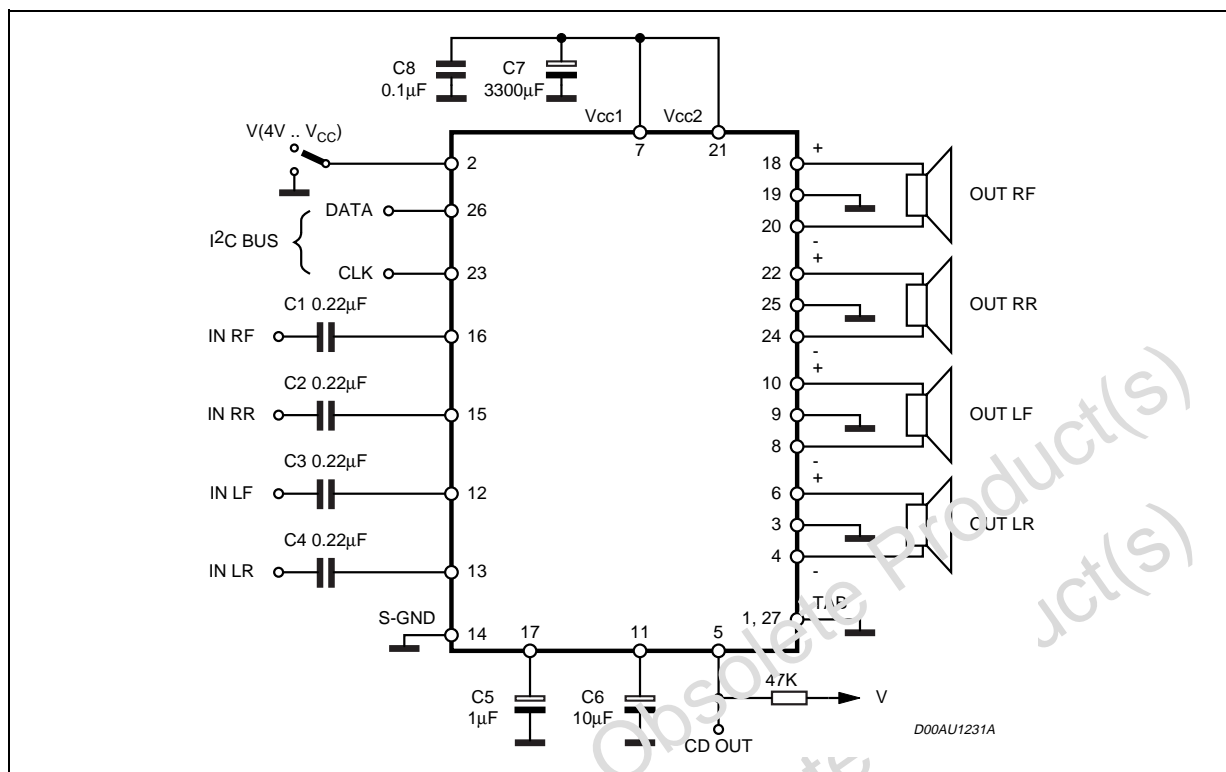 C8
0.1µF
C7
3300µF
Vcc1
Vcc2
V(4V .. VCC)
7
21
2
18
+
19
OUT RF
20
-
DATA
26
I2C BUS
CLK
23
+
22
25
OUT RR
24
-
C1 0.22µF
IN RF
16
+
10
9
OUT LF
8
-
C2 0.22µF
IN RR
15
C3 0.22µF
IN LF
12
+
6
3
OUT LR
4
-
C4 0.22µF
IN LR
13
S-GND
14
17
11
5
1, 27
TAB
C5
1µF
C6
10µF
47K
V
CD OUT
D00AU1231A
Obsolete Product(s)
uct(s)